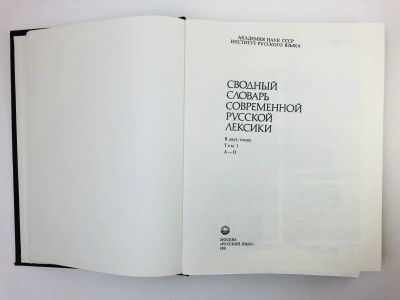 АКАДЕМИЯ НАУК СССР
ИНСТИТУТ РУССКОГО ЯЗЫКА
СВОДНЫЙ
СЛОВАРЬ
СОВРЕМЕННОЙ
РУССКОЙ
ЛЕКСИКИ
В двух томах
Том 1
А—О
МОСКВА
«РУССКИЙ ЯЗЫК»